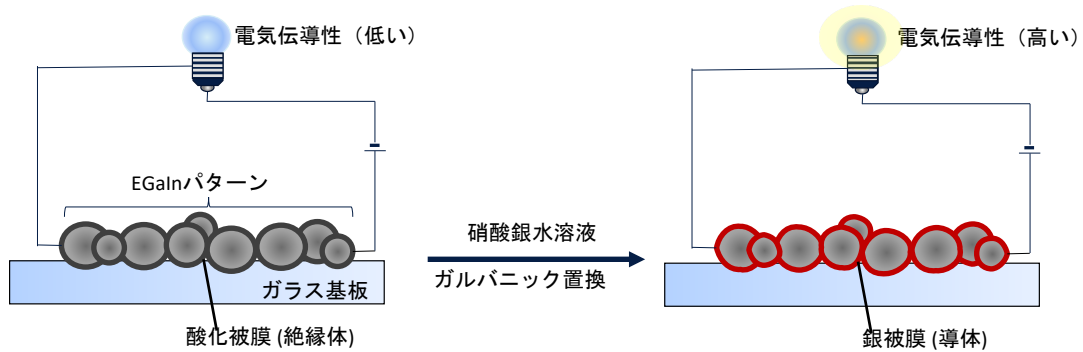 電気伝導性（低い）
EGaInパターン
ガラス基板
酸化被膜 (絶縁体)
硝酸銀水溶液
ガルバニック置換
電気伝導性（高い）
銀被膜 (導体)